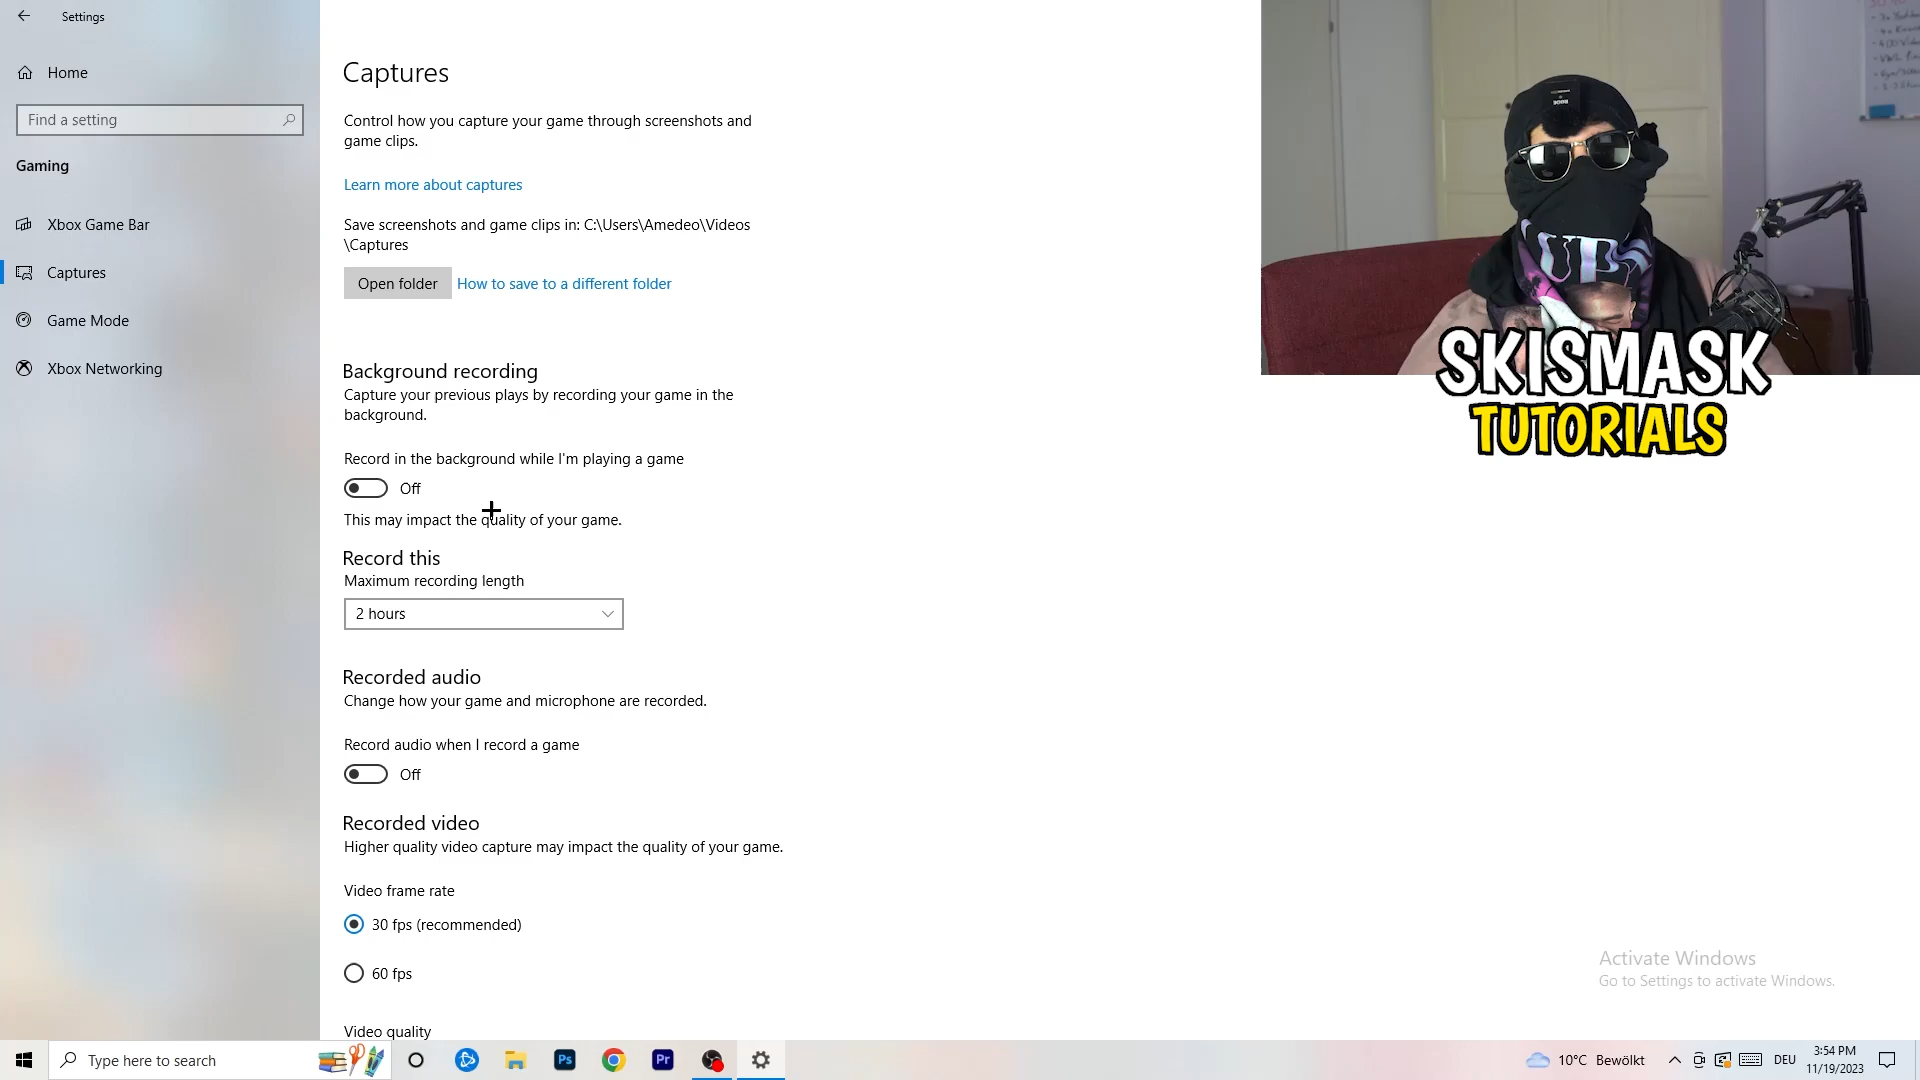 Settings
Home
Find a setting
Gaming
Xbox Game Bar
Captures
Game Mode
Xbox Networking
Captures
Control how you capture your game through screenshots and
game clips.
Learn more about captures
Save screenshots and game clips in: C:\Users\Amedeo\Videos
\Captures
Open folder
How to save to a different folder
Background recording
Capture your previous plays by recording your game in the
background.
Record in the background while I'm playing a game
Off
This may impact the quality of your game.
Record this
Maximum recording length
2 hours
Recorded audio
Change how your game and microphone are recorded.
Record audio when I record a game
Off
Recorded video
Higher quality video capture may impact the quality of your game.
Video frame rate
30 fps (recommended)
60 fps
Video quality
SKISMASK
TUTORIALS
Activate Windows
Go to Settings to activate Windows.
Type here to search
Ps
Pr
10°C Bewölkt
DEU
3:54 PM
11/19/2023